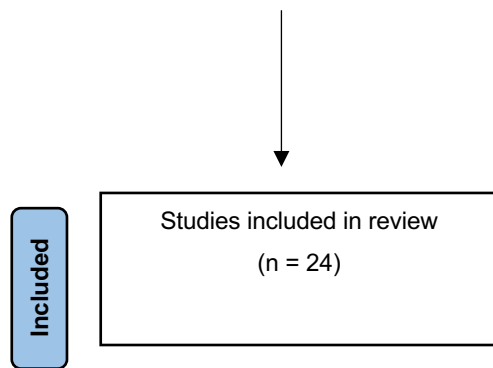 Included
Studies included in review
(n = 24)